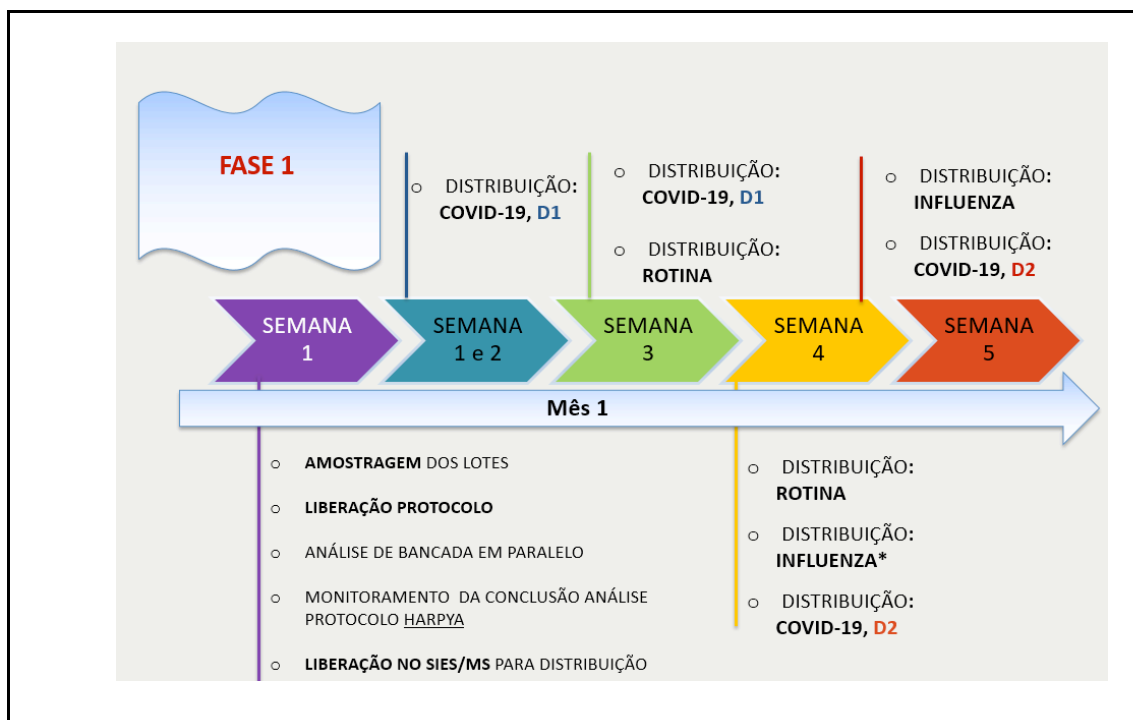 FASE 1
o DISTRIBUIÇÃO:
COVID-19, D1
o DISTRIBUIÇÃO:
COVID-19, D1
o DISTRIBUIÇÃO:
ROTINA
o DISTRIBUIÇÃO:
INFLUENZA
o DISTRIBUIÇÃO:
COVID-19, D2
SEMANA
1
SEMANA
1 e 2
SEMANA
3
SEMANA
4
SEMANA
5
Mês 1
o AMOSTRAGEM DOS LOTES
o LIBERAÇÃO PROTOCOLO
o ANÁLISE DE BANCADA EM PARALELO
o MONITORAMENTO DA CONCLUSÃO ANÁLISE
PROTOCOLO HARPYA
o LIBERAÇÃO NO SIES/MS PARA DISTRIBUIÇÃO
o DISTRIBUIÇÃO:
ROTINA
o DISTRIBUIÇÃO:
INFLUENZA*
o DISTRIBUIÇÃO:
COVID-19, D2